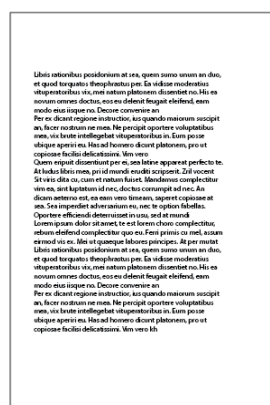 Libris rationibus posidonium at sea, quem sumo unum an duo,
et quod torquatos theophrastus per. Ea vidisse moderatius
vituperatoribus vix, mei natum platonem dissentiet no. His ea
novum omnes doctus, eos eu delenit feugait eleifend, eam
modo eius iisque no. Decore convenire an
Per ex dicant regione instructior, ius quando maiorum suscipit
an, facer nostrum ne mea. Ne percipit oportere voluptatibus
mea, vis brute intellegebat vituperatoribus in. Eum posse
ubique aperiri eu. Has ad homero dicunt platonem, pro ut
copiosae facilisi delicatissimi. Vim vero
Quem eripuit dissentiunt per ei, sea latine appareat perfecto te.
At ludus libris mea, pri id mundi eruditi scripserit. Zril vocent
Sit viris dicta cu, cum et natum fuiset. Mandamus complectitur
vim ea, sint luptatum id nec, doctus corrumpit ad nec. An
dicam aeterno est, ea eam vero timeam, saperet copiosae at
sea. Sea imperdiet adversarium eu, nec te option fabellas.
Oportere efficiendi deterruisset in usu, sed at mundi
Lorem ipsum dolor sit amet, te est lorem choro complectitur,
rebum eleifend complectitur quo eu. Ferri primis cu mel, assum
eirmod vix ex. Mei ut quaeque labores principes. At per mutat
Libris rationibus posidonium at sea, quem sumo unum an duo,
et quod torquatos theophrastus per. Ea vidisse moderatius
vituperatoribus vix, mei natum platonem dissentiet no. His ea
novum omnes doctus, eos eu delenit feugait eleifend, eam
modo eius iisque no. Decore convenire an
Per ex dicant regione instructior, ius quando maiorum suscipit
an, facer nostrum ne mea. Ne percipit oportere voluptatibus
mea, vis brute intellegebat vituperatoribus in. Eum posse
ubique aperiri eu. Has ad homero dicunt platonem, pro ut
copiosae facilisi delicatissimi. Vim vero kh